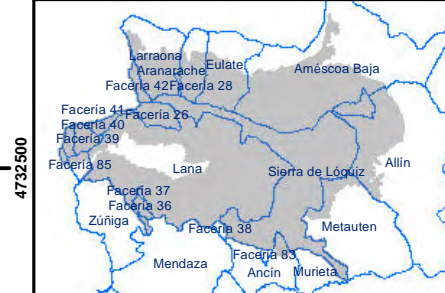 Larraona
Eulate
Aranarache
Améscoa Baja
Facería 42
Facería 28
Facería 41
Facería 26
Facería 40
Facería 39
4732500
Facería 85
Lana
Sierra de Lóquiz
Allín
Facería 37
Facería 36
Zúñiga
Facería 38
Metauten
Facería 83
Mendaza
Ancín
Murieta